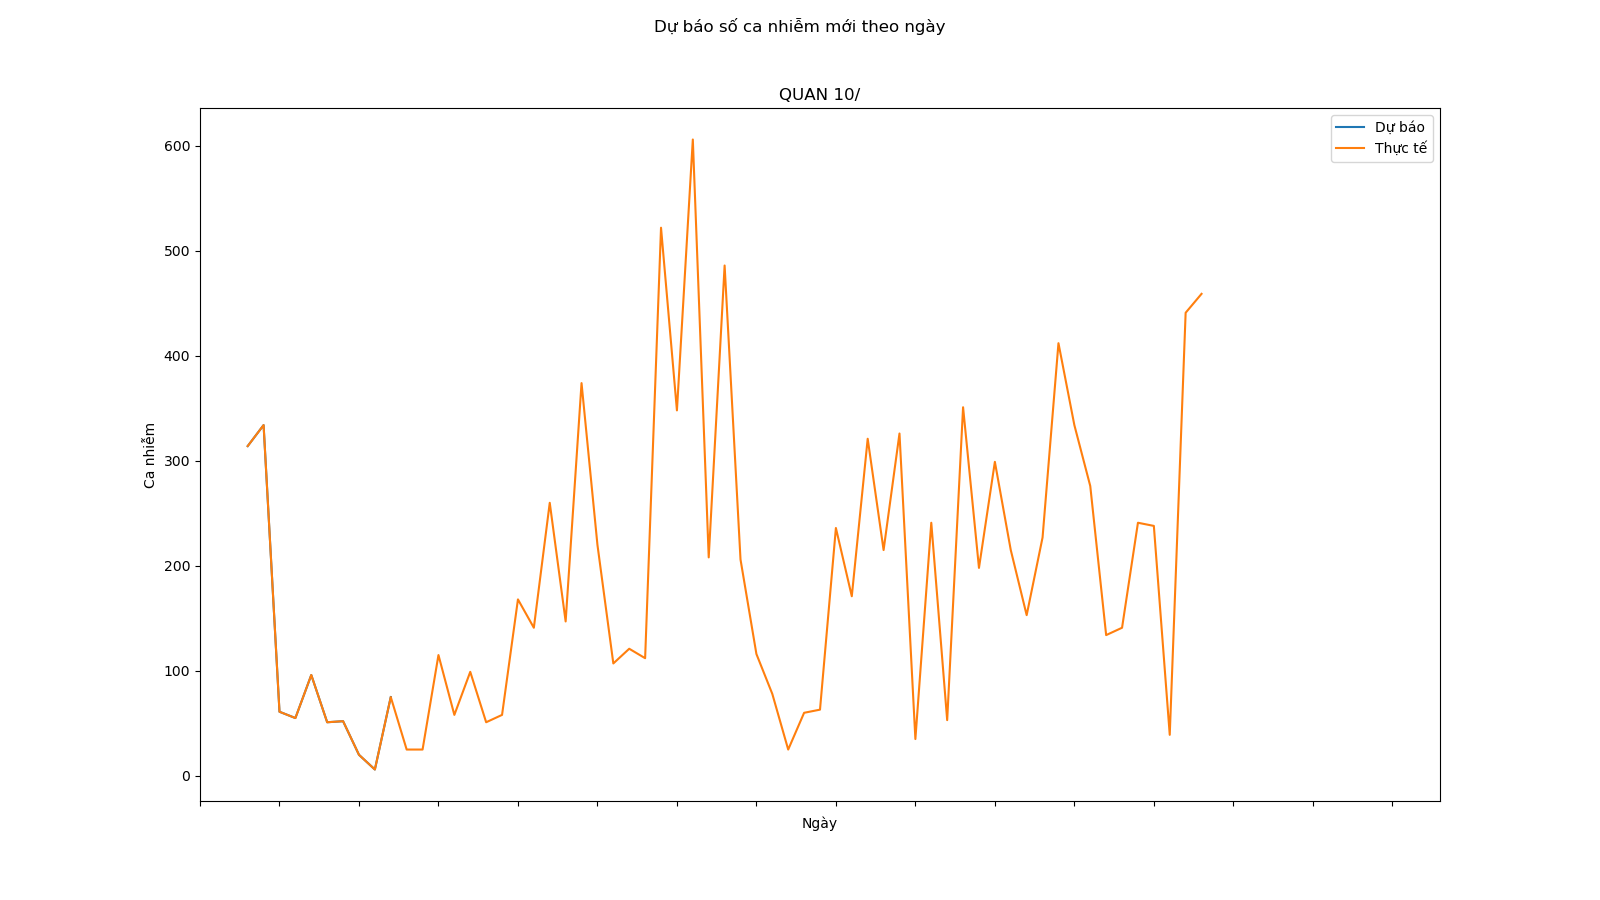 Dự báo số ca nhiễm mới theo ngày
QUAN 10/
Dự báo
Thực tế
600
500
400
300
200
100
0
Ca nhiễm
Ngày